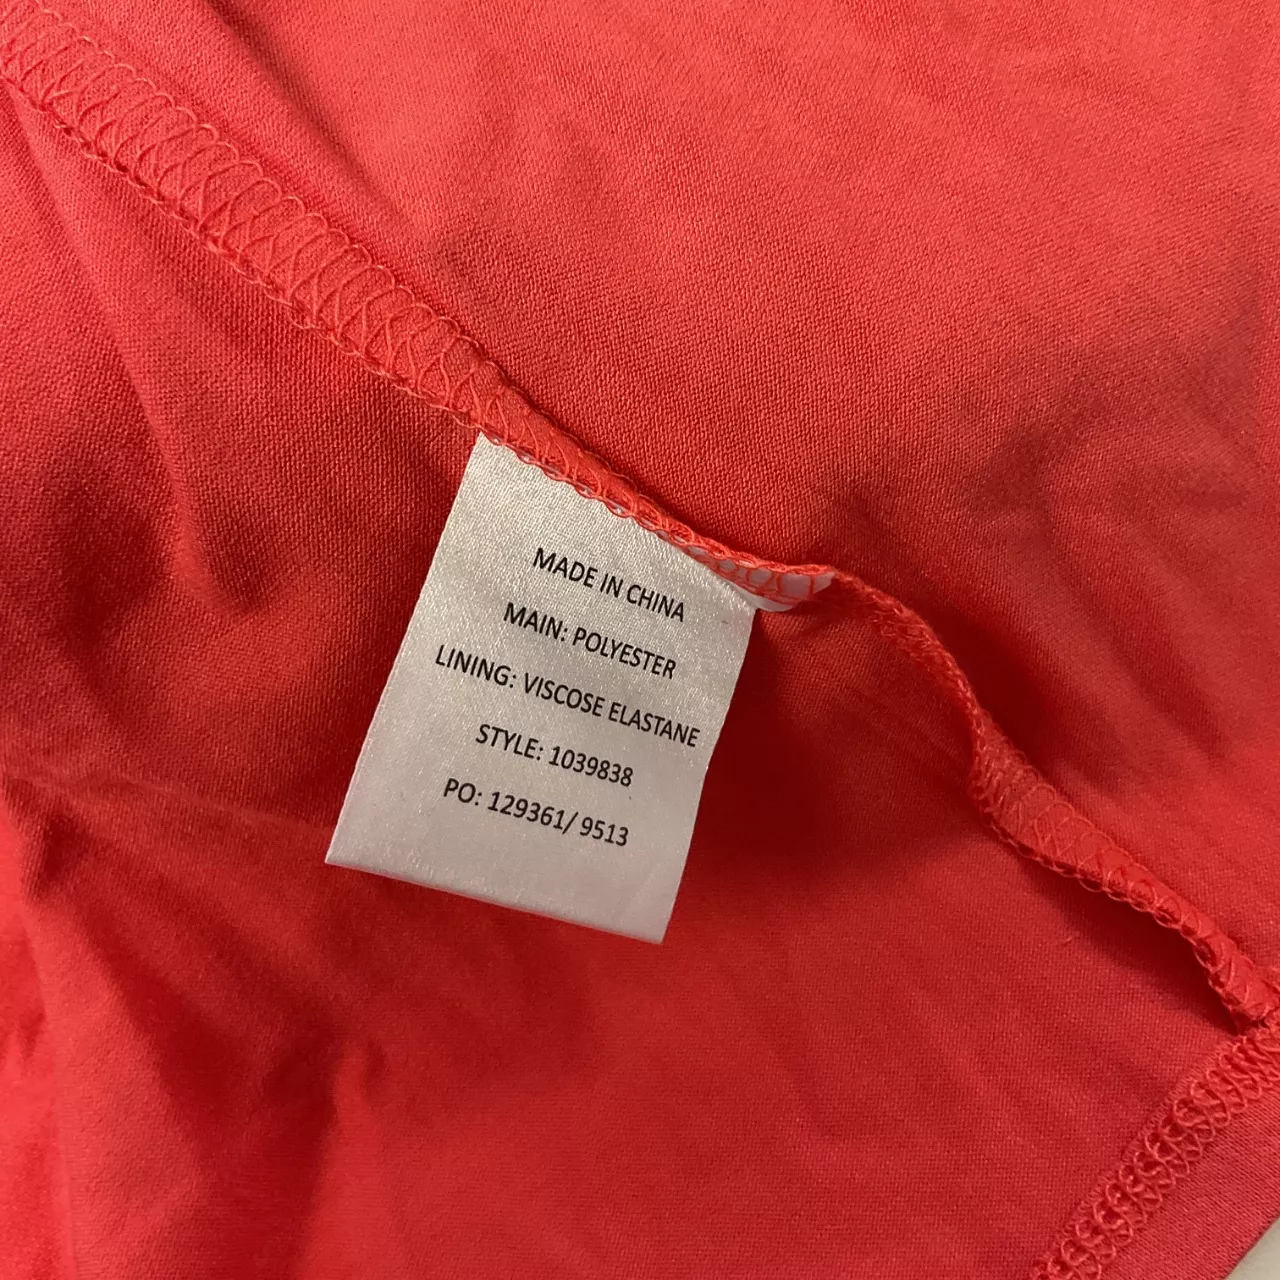 MADE IN CHINA
MAIN: POLYESTER
LINING: VISCOSE ELASTANE
STYLE: 1039838
PO: 129361/ 9513